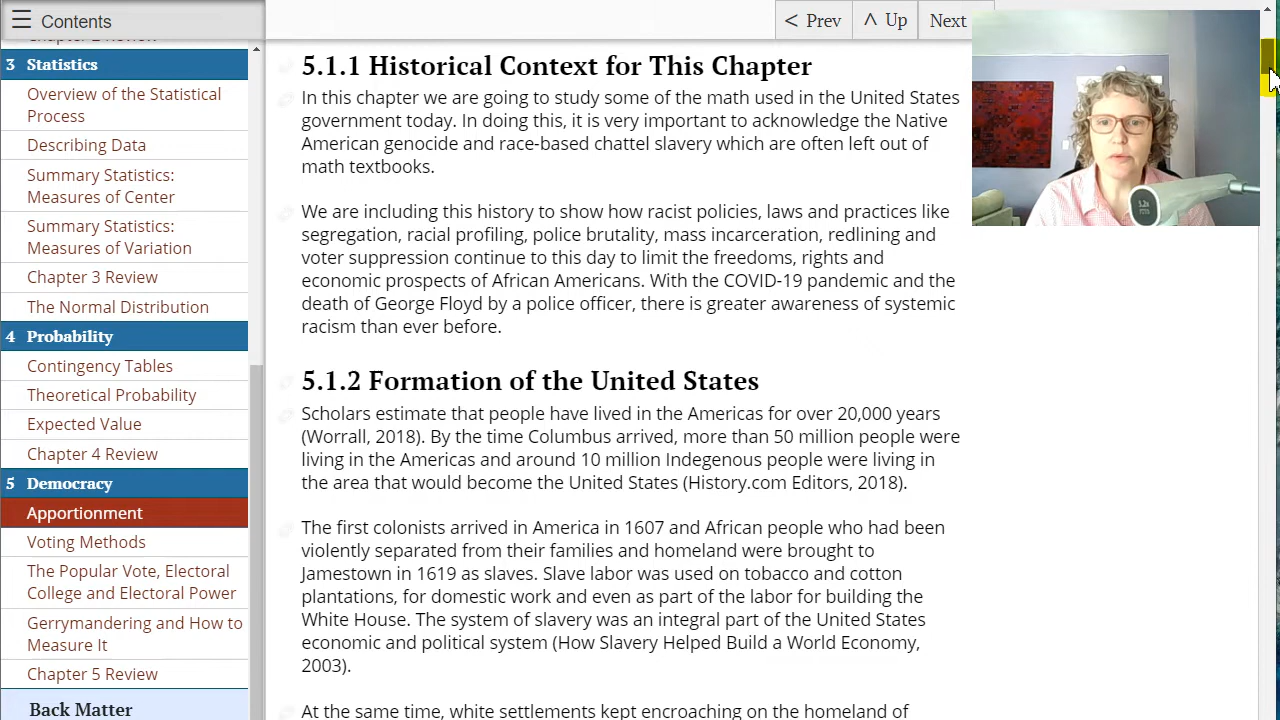 ☰ Contents
< Prev
^ Up
Next
3 Statistics
Overview of the Statistical
Process
Describing Data
Summary Statistics:
Measures of Center
Summary Statistics:
Measures of Variation
Chapter 3 Review
The Normal Distribution
4 Probability
Contingency Tables
Theoretical Probability
Expected Value
Chapter 4 Review
5 Democracy
Apportionment
Voting Methods
The Popular Vote, Electoral
College and Electoral Power
Gerrymandering and How to
Measure It
Chapter 5 Review
Back Matter
5.1.1 Historical Context for This Chapter
In this chapter we are going to study some of the math used in the United States
government today. In doing this, it is very important to acknowledge the Native
American genocide and race-based chattel slavery which are often left out of
math textbooks.
We are including this history to show how racist policies, laws and practices like
segregation, racial profiling, police brutality, mass incarceration, redlining and
voter suppression continue to this day to limit the freedoms, rights and
economic prospects of African Americans. With the COVID-19 pandemic and the
death of George Floyd by a police officer, there is greater awareness of systemic
racism than ever before.
5.1.2 Formation of the United States
Scholars estimate that people have lived in the Americas for over 20,000 years
(Worrall, 2018). By the time Columbus arrived, more than 50 million people were
living in the Americas and around 10 million Indegenous people were living in
the area that would become the United States (History.com Editors, 2018).
The first colonists arrived in America in 1607 and African people who had been
violently separated from their families and homeland were brought to
Jamestown in 1619 as slaves. Slave labor was used on tobacco and cotton
plantations, for domestic work and even as part of the labor for building the
White House. The system of slavery was an integral part of the United States
economic and political system (How Slavery Helped Build a World Economy,
2003).
At the same time, white settlements kept encroaching on the homeland of